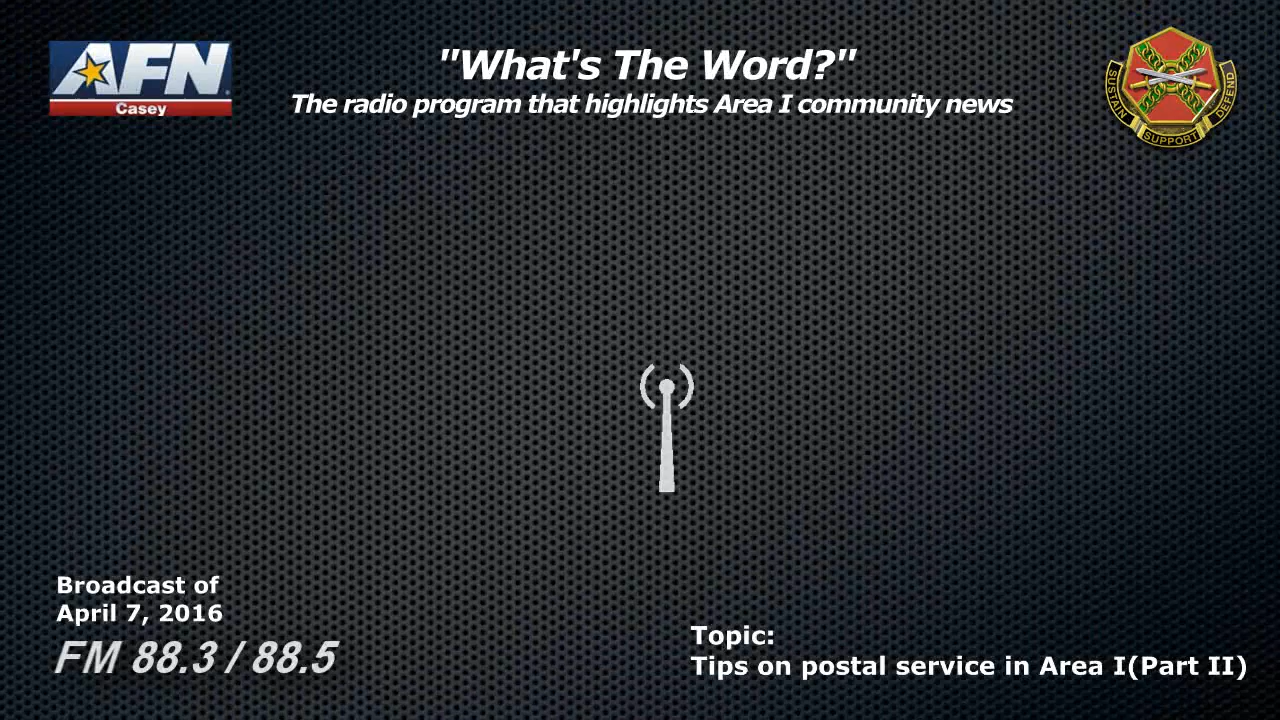 AFN
Casey
"What's The Word?"
The radio program that highlights Area I community news
SUSTAIN
SUPPORT
DEFEND
Broadcast of
April 7, 2016
FM 88.3 / 88.5
Topic:
Tips on postal service in Area I(Part II)